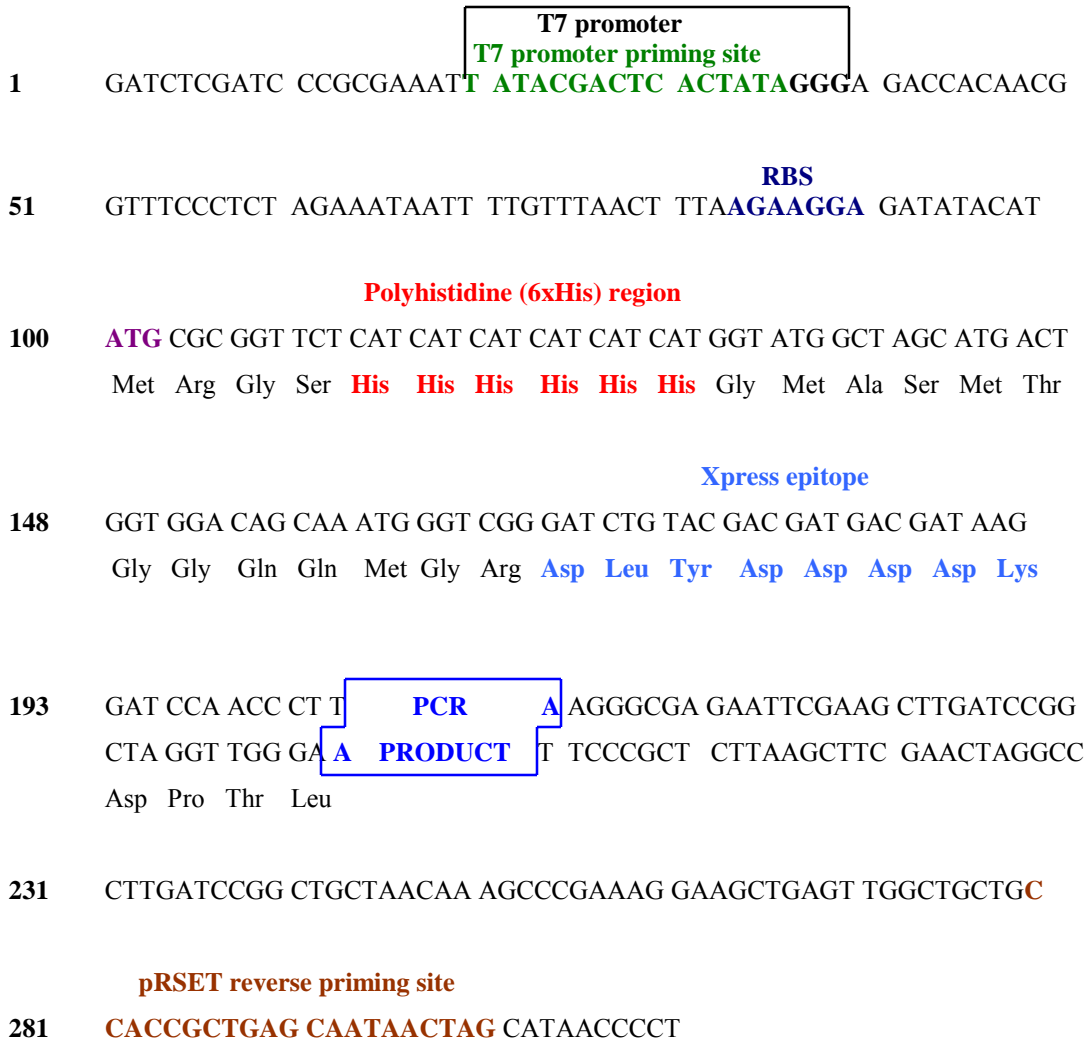 T7 promoter
T7 promoter priming site
1 GATCTCGATC CCGCGAAATT ATACGACTC ACTATAGGGA GACCACAACG
RBS
51 GTTTCCCTCT AGAAATAATT TTGTTTAACT TTAAGAAGGA GATATACAT
Polyhistidine (6xHis) region
100 ATG CGC GGT TCT CAT CAT CAT CAT CAT CAT GGT ATG GCT AGC ATG ACT
Met Arg Gly Ser His His His His His His Gly Met Ala Ser Met Thr
Xpress epitope
148 GGT GGA CAG CAA ATG GGT CGG GAT CTG TAC GAC GAT GAC GAT AAG
Gly Gly Gln Gln Met Gly Arg Asp Leu Tyr Asp Asp Asp Asp Lys
193 GAT CCA ACC CT T PCR A AGGGCGA GAATTCGAAG CTTGATCCGG
CTA GGT TGG GA A PRODUCT T TCCCGCT CTTAAGCTTC GAACTAGGCC
Asp Pro Thr Leu
231 CTTGATCCGG CTGCTAACAA AGCCCGAAAG GAAGCTGAGT TGGCTGCTGC
pRSET reverse priming site
281 CACCGCTGAG CAATAACTAG CATAACCCCT